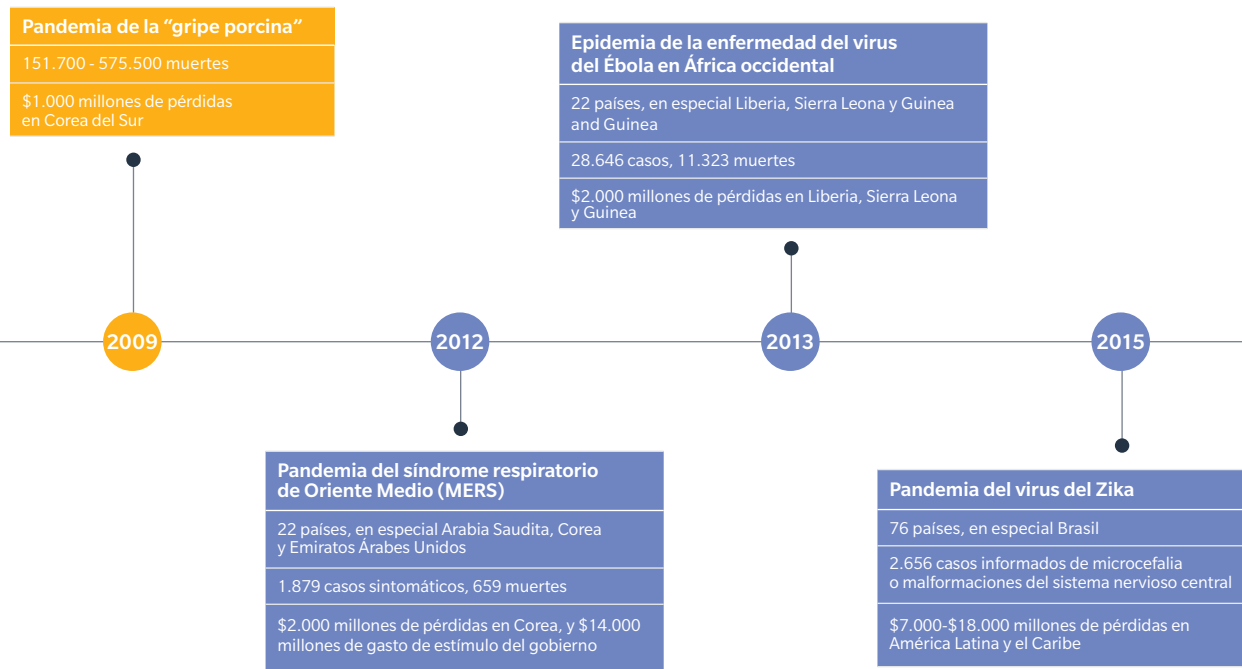 Pandemia de la “gripe porcina”
151.700 - 575.500 muertes
$1.000 millones de pérdidas
en Corea del Sur
Epidemia de la enfermedad del virus
del Ébola en África occidental
22 países, en especial Liberia, Sierra Leona y Guinea
and Guinea
28.646 casos, 11.323 muertes
$2.000 millones de pérdidas en Liberia, Sierra Leona
y Guinea
2009
2012
2013
2015
Pandemia del síndrome respiratorio
de Oriente Medio (MERS)
22 países, en especial Arabia Saudita, Corea
y Emiratos Árabes Unidos
1.879 casos sintomáticos, 659 muertes
$2.000 millones de pérdidas en Corea, y $14.000
millones de gasto de estímulo del gobierno
Pandemia del virus del Zika
76 países, en especial Brasil
2.656 casos informados de microcefalia
o malformaciones del sistema nervioso central
$7.000-$18.000 millones de pérdidas en
América Latina y el Caribe